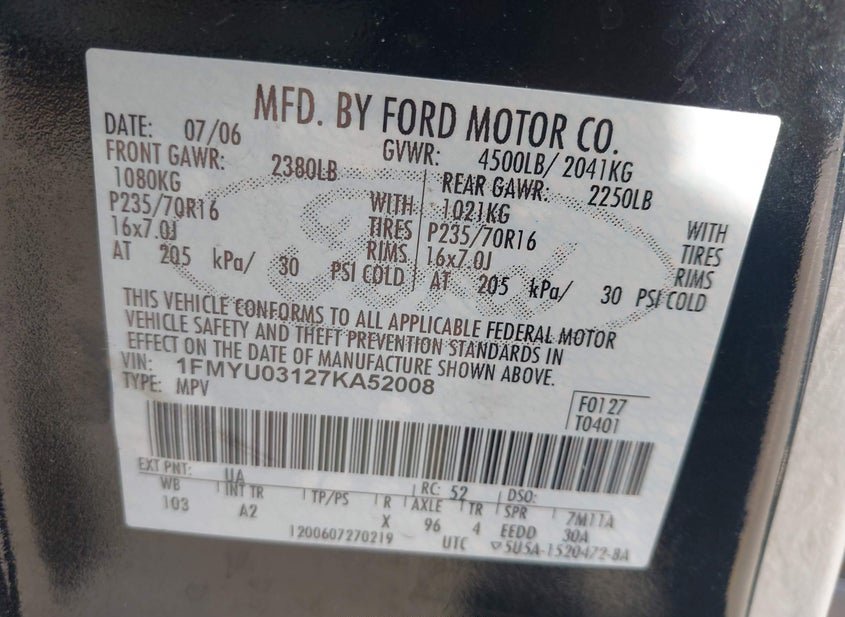 MFD. BY FORD MOTOR CO.
DATE: 07/06 GVWR: 4500LB/ 2041KG
FRONT GAWR: 2380LB REAR GAWR: 2250LB
1080KG WITH 1021KG WITH
P235/70R16 TIRES P235/70R16 TIRES
16x7.0J RIMS 16x7.0J RIMS
AT 205 kPa/ 30 PSI COLD AT 205 kPa/ 30 PSI COLD
THIS VEHICLE CONFORMS TO ALL APPLICABLE FEDERAL MOTOR
VEHICLE SAFETY AND THEFT PREVENTION STANDARDS IN
EFFECT ON THE DATE OF MANUFACTURE SHOWN ABOVE.
VIN: 1FMYU03127KA52008
TYPE: MPV
F0127
T0401
EXT PNT: UA RC: 52 DSO:
WB INT TR TP/PS R AXLE TR SPR 7M11A
103 A2 X 96 4 EEDD 30A
1200607270219 UTC ▽5U5A-1520472-BA
Ford